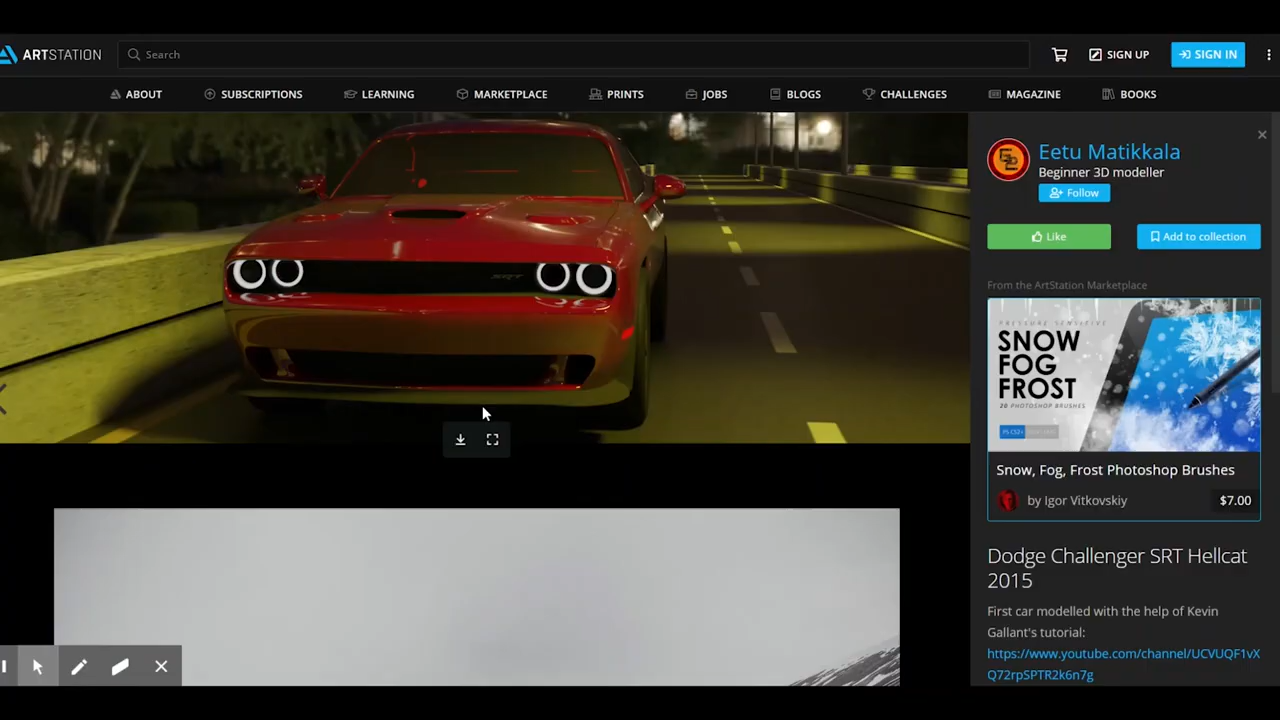 ARTSTATION
Search
SIGN UP
SIGN IN
ABOUT
SUBSCRIPTIONS
LEARNING
MARKETPLACE
PRINTS
JOBS
BLOGS
CHALLENGES
MAGAZINE
BOOKS
SRT
Eetu Matikkala
Beginner 3D modeller
Follow
Like
Add to collection
From the ArtStation Marketplace
PRESSURE SENSITIVE
SNOW
FOG
FROST
20 PHOTOSHOP BRUSHES
Snow, Fog, Frost Photoshop Brushes
by Igor Vitkovskiy
$7.00
Dodge Challenger SRT Hellcat
2015
First car modelled with the help of Kevin
Gallant's tutorial:
https://www.youtube.com/channel/UCVUQF1vX
Q72rpSPTR2k6n7g